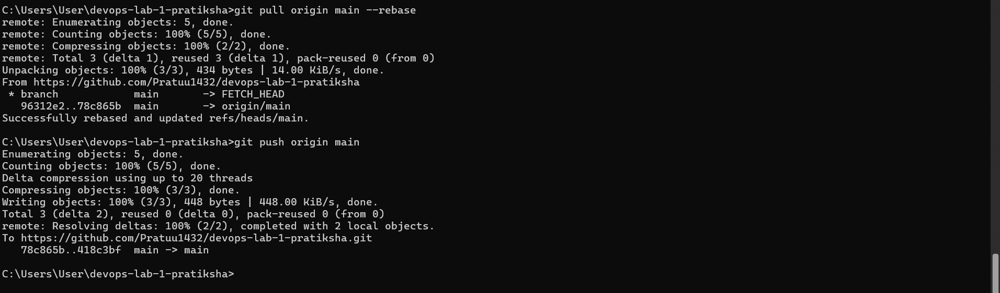 C:\Users\User\devops-lab-1-pratiksha>git pull origin main --rebase
remote: Enumerating objects: 5, done.
remote: Counting objects: 100% (5/5), done.
remote: Compressing objects: 100% (2/2), done.
remote: Total 3 (delta 1), reused 3 (delta 1), pack-reused 0 (from 0)
Unpacking objects: 100% (3/3), 434 bytes | 14.00 KiB/s, done.
From https://github.com/Pratuu1432/devops-lab-1-pratiksha
 * branch            main       -> FETCH_HEAD
   96312e2..78c865b  main       -> origin/main
Successfully rebased and updated refs/heads/main.

C:\Users\User\devops-lab-1-pratiksha>git push origin main
Enumerating objects: 5, done.
Counting objects: 100% (5/5), done.
Delta compression using up to 20 threads
Compressing objects: 100% (3/3), done.
Writing objects: 100% (3/3), 448 bytes | 448.00 KiB/s, done.
Total 3 (delta 2), reused 0 (delta 0), pack-reused 0 (from 0)
remote: Resolving deltas: 100% (2/2), completed with 2 local objects.
To https://github.com/Pratuu1432/devops-lab-1-pratiksha.git
   78c865b..418c3bf  main -> main

C:\Users\User\devops-lab-1-pratiksha>